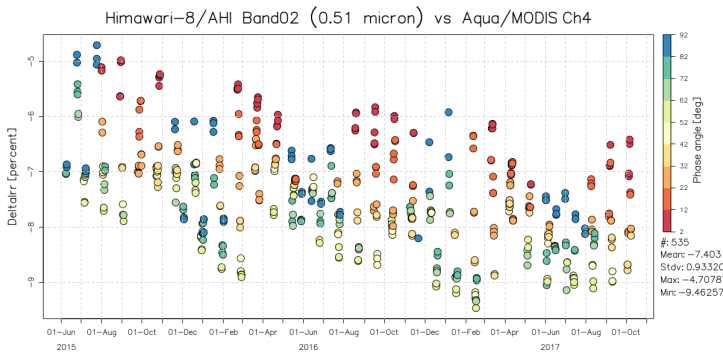 Himawari-8/AHI Band02 (0.51 micron) vs Aqua/MODIS Ch4
DeltaIrr [percent]
-5
-6
-7
-8
-9
01-Jun 01-Aug 01-Oct 01-Dec 01-Feb 01-Apr 01-Jun 01-Aug 01-Oct 01-Dec 01-Feb 01-Apr 01-Jun 01-Aug 01-Oct
2015 2016 2017
92
82
72
62
52
42
32
22
12
2
Phase angle [deg]
#: 535
Mean: -7.403
Stdv: 0.93320
Max: -4.7078
Min: -9.46257